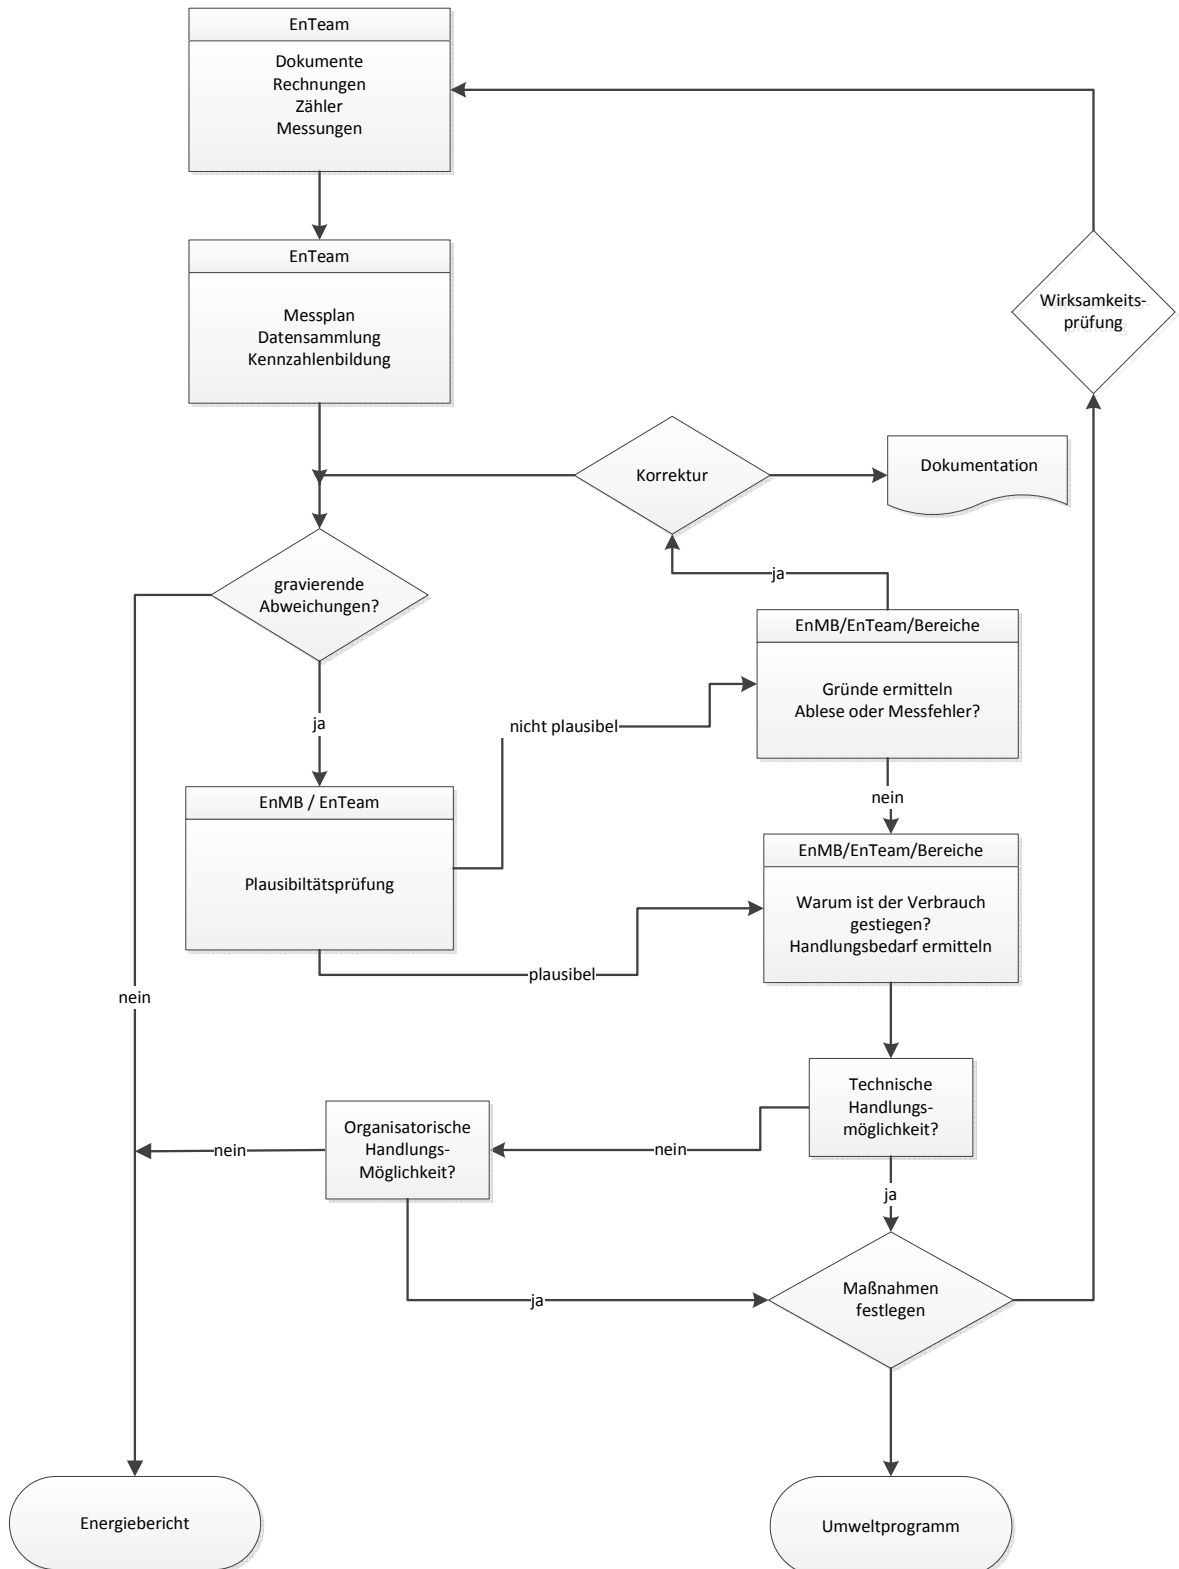 EnTeam
Dokumente
Rechnungen
Zähler
Messungen
EnTeam
Messplan
Datensammlung
Kennzahlenbildung
Wirksamkeits-
prüfung
Korrektur
Dokumentation
gravierende
Abweichungen?
ja
EnMB/EnTeam/Bereiche
Gründe ermitteln
Ablese oder Messfehler?
ja
nicht plausibel
nein
EnMB / EnTeam
Plausibiltätsprüfung
EnMB/EnTeam/Bereiche
Warum ist der Verbrauch
gestiegen?
Handlungsbedarf ermitteln
plausibel
nein
Technische
Handlungs-
möglichkeit?
nein
Organisatorische
Handlungs-
Möglichkeit?
nein
ja
ja
Maßnahmen
festlegen
Energiebericht
Umweltprogramm